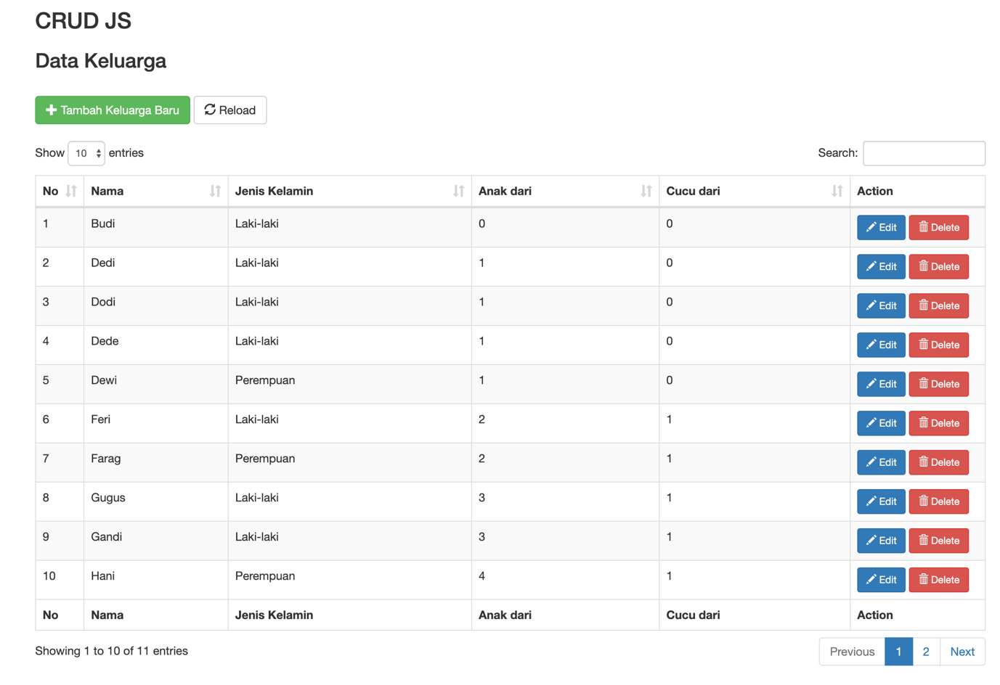 CRUD JS
Data Keluarga
Tambah Keluarga Baru Reload
Show 10 entries Search:
No Nama Jenis Kelamin Anak dari Cucu dari Action
1 Budi Laki-laki 0 0 Edit Delete
2 Dedi Laki-laki 1 0 Edit Delete
3 Dodi Laki-laki 1 0 Edit Delete
4 Dede Laki-laki 1 0 Edit Delete
5 Dewi Perempuan 1 0 Edit Delete
6 Feri Laki-laki 2 1 Edit Delete
7 Farag Perempuan 2 1 Edit Delete
8 Gugus Laki-laki 3 1 Edit Delete
9 Gandi Laki-laki 3 1 Edit Delete
10 Hani Perempuan 4 1 Edit Delete
No Nama Jenis Kelamin Anak dari Cucu dari Action
Showing 1 to 10 of 11 entries Previous 1 2 Next